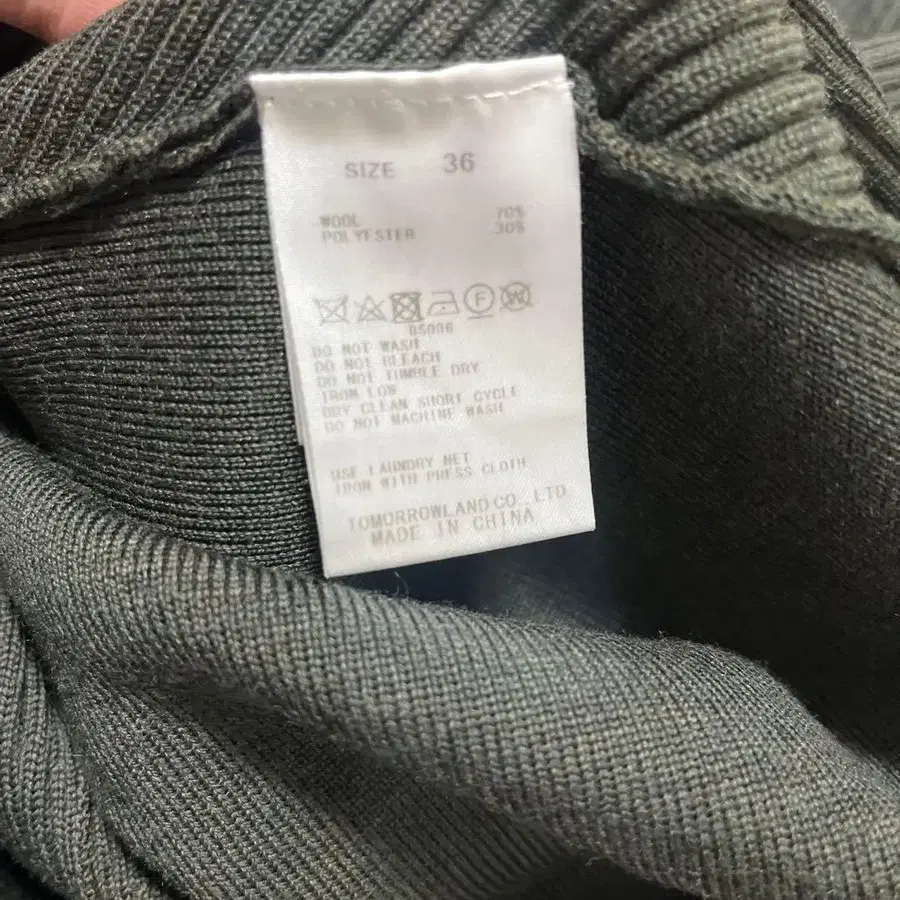 SIZE 36
WOOL 70%
POLYESTER 30%
F W
05006
DO NOT WASH
DO NOT BLEACH
DO NOT TUMBLE DRY
IRON LOW
DRY CLEAN SHORT CYCLE
DO NOT MACHINE WASH
USE LAUNDRY NET
IRON WITH PRESS CLOTH
TOMORROWLAND CO., LTD
MADE IN CHINA